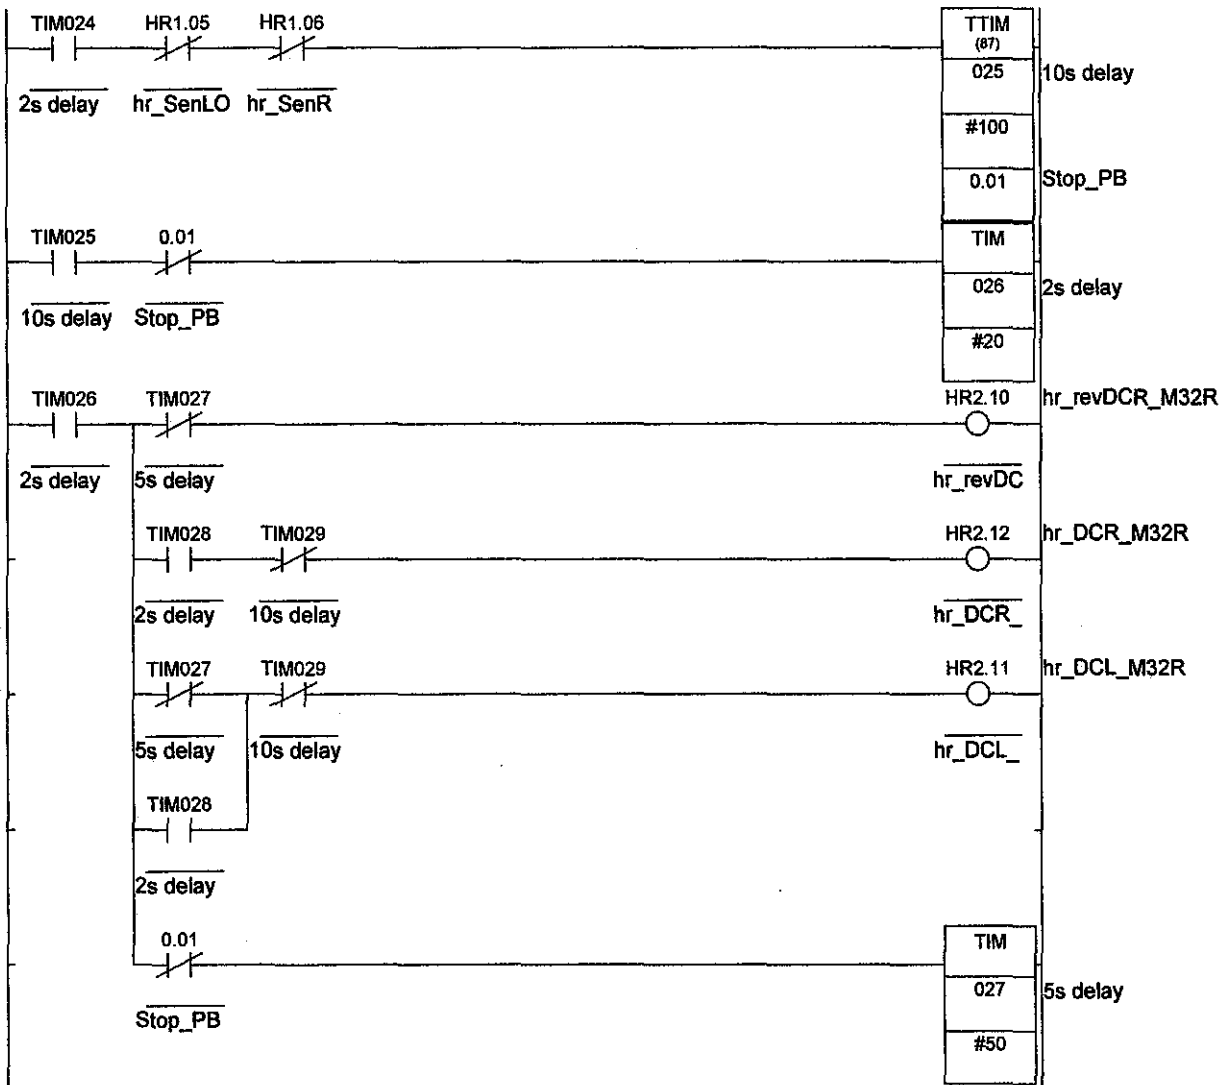 TIM024 HR1.05 HR1.06 TTIM
(87)
025 10s delay
2s delay hr_SenLO hr_SenR
#100
0.01 Stop_PB
TIM025 0.01 TIM
026 2s delay
10s delay Stop_PB
#20
TIM026 TIM027 HR2.10 hr_revDCR_M32R
2s delay 5s delay hr_revDC
TIM028 TIM029 HR2.12 hr_DCR_M32R
2s delay 10s delay hr_DCR_
TIM027 TIM029 HR2.11 hr_DCL_M32R
5s delay 10s delay hr_DCL_
TIM028
2s delay
0.01 TIM
027 5s delay
Stop_PB
#50